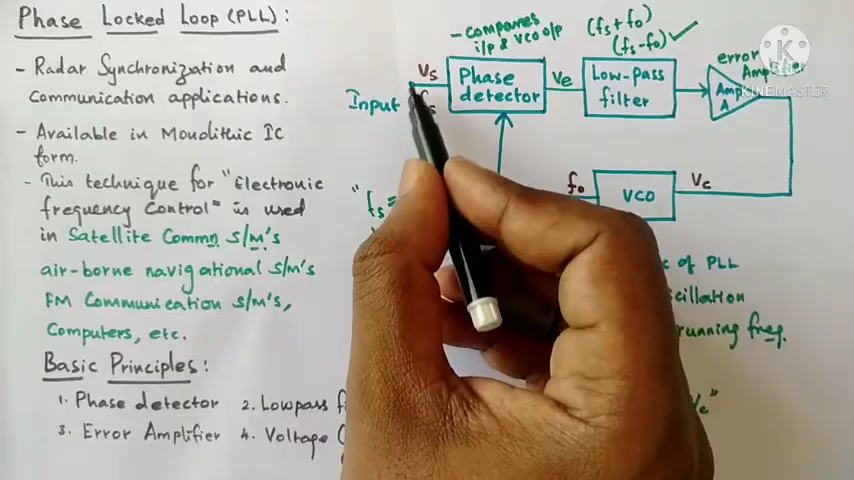 Phase Locked Loop (PLL):
- Radar Synchronization and
communication applications.
- Available in Monolithic IC
form.
- This technique for "Electronic
frequency Control" is used
in Satellite Commn S/M's
air-borne navigational S/M's
FM Communication S/M's,
Computers, etc.
Basic Principles:
1. Phase detector 2. Lowpass
3. Error Amplifier 4. Voltage
- Compares
i/p & VCO o/p
(fs+fo)
(fs-fo)
error
Amplifier
KINEMASTER
Input
Vs
Phase
detector
Ve
Low-pass
filter
Amp
A
"fs=
fo
VCO
Vc
of PLL
running freq.